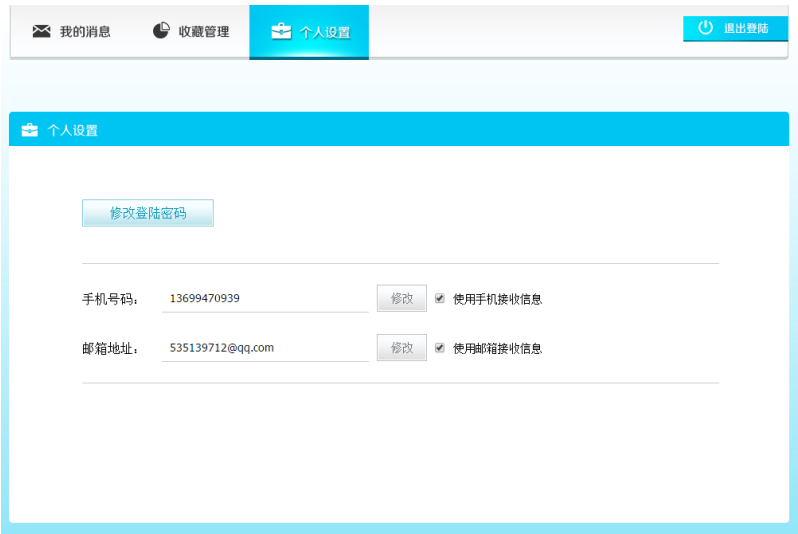 我的消息 收藏管理 个人设置 退出登陆
个人设置
修改登陆密码
手机号码： 13699470939 修改 使用手机接收信息
邮箱地址： 535139712@qq.com 修改 使用邮箱接收信息